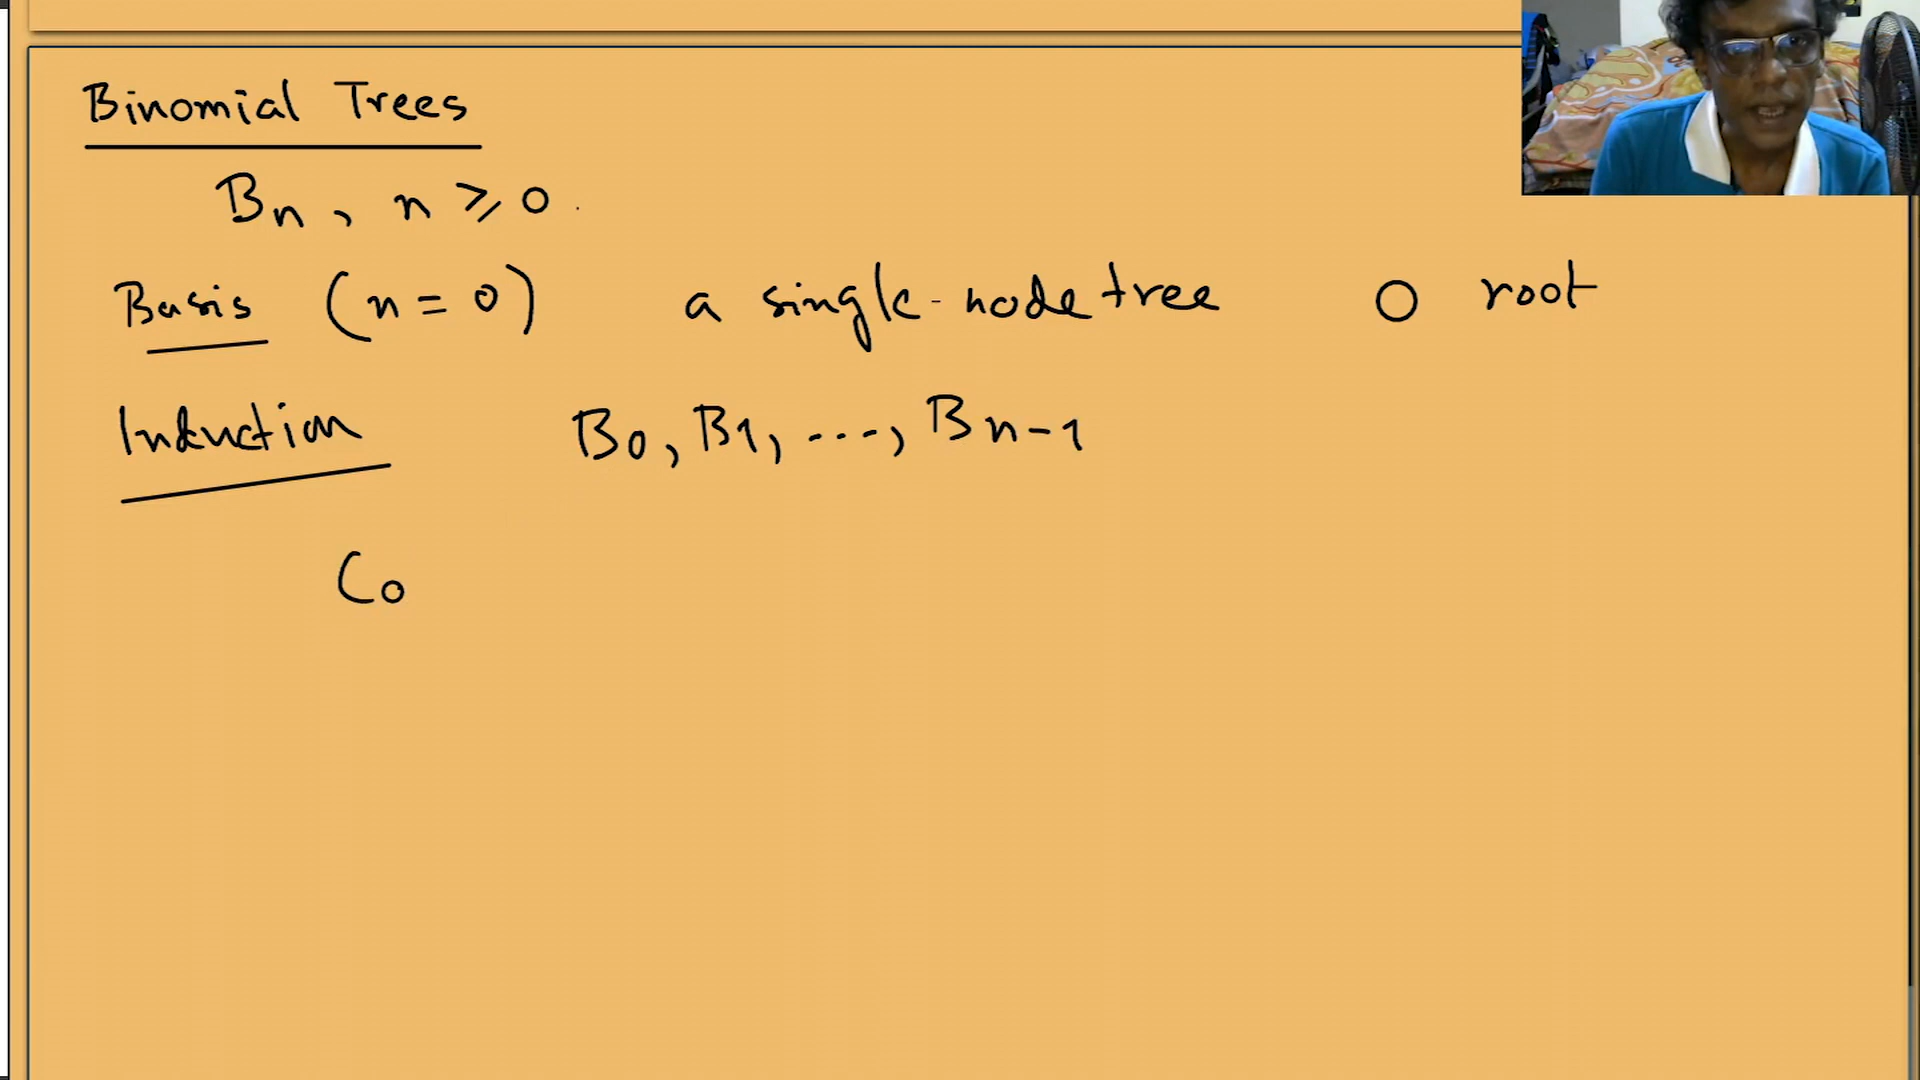 Binomial Trees
Bn, n ⩾ 0.
Basis (n = 0) a single-node tree O root
Induction B0, B1, ..., Bn-1
C0